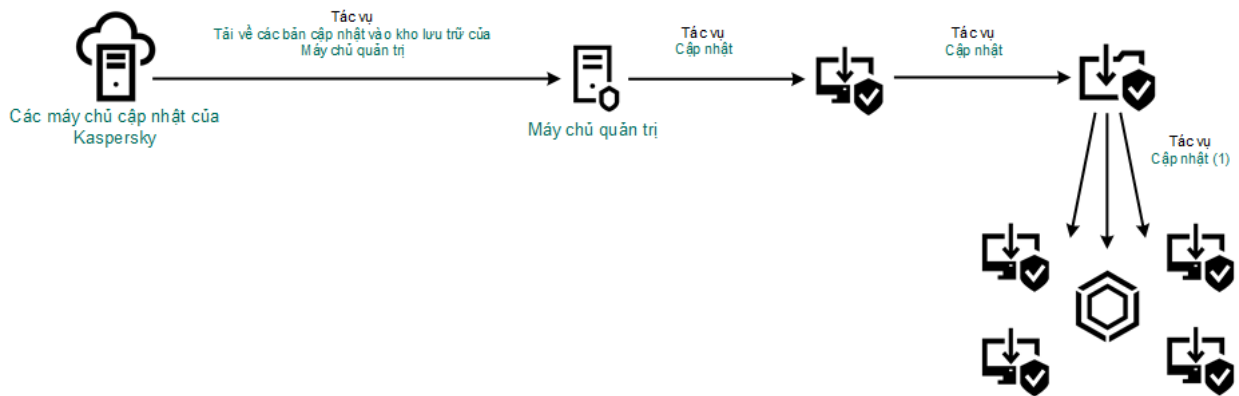 Tác vụ
Tải về các bản cập nhật vào kho lưu trữ của
Máy chủ quản trị
Tác vụ
Cập nhật
Tác vụ
Cập nhật
Các máy chủ cập nhật của
Kaspersky
Máy chủ quản trị
Tác vụ
Cập nhật (1)